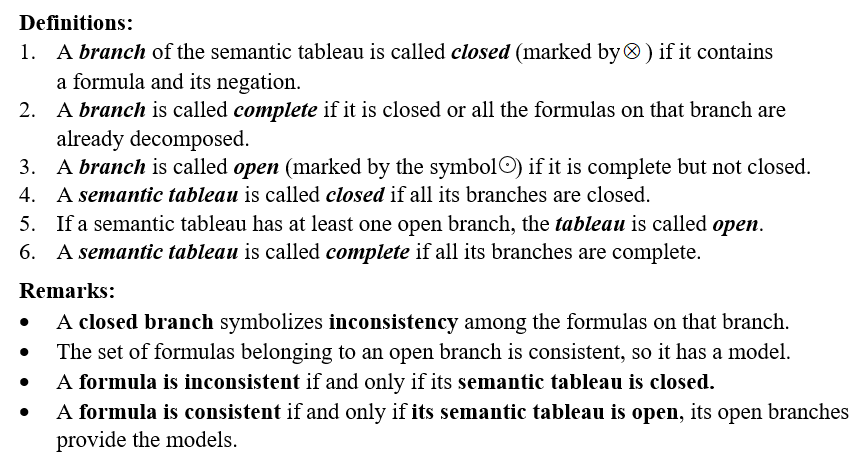 Definitions:
1. A branch of the semantic tableau is called closed (marked by ⊗ ) if it contains
a formula and its negation.
2. A branch is called complete if it is closed or all the formulas on that branch are
already decomposed.
3. A branch is called open (marked by the symbol ⊙) if it is complete but not closed.
4. A semantic tableau is called closed if all its branches are closed.
5. If a semantic tableau has at least one open branch, the tableau is called open.
6. A semantic tableau is called complete if all its branches are complete.
Remarks:
• A closed branch symbolizes inconsistency among the formulas on that branch.
• The set of formulas belonging to an open branch is consistent, so it has a model.
• A formula is inconsistent if and only if its semantic tableau is closed.
• A formula is consistent if and only if its semantic tableau is open, its open branches
provide the models.